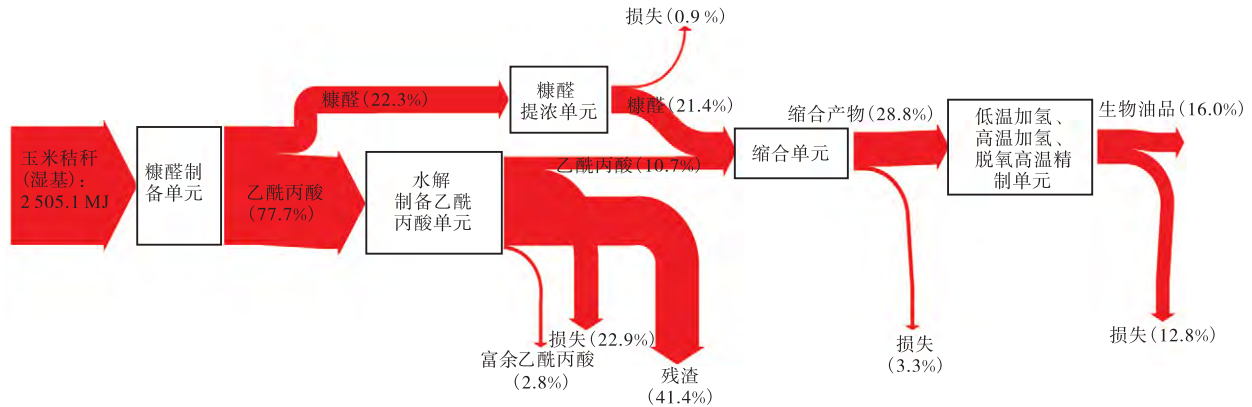 损失(0.9 %)
糠醛(22.3%)
糠醛
提浓单元
糠醛(21.4%)
玉米秸秆
(湿基):
2 505.1 MJ
糠醛制
备单元
乙酰丙酸
(77.7%)
水解
制备乙酰
丙酸单元
乙酰丙酸(10.7%)
缩合单元
缩合产物(28.8%)
低温加氢、
高温加氢、
脱氧高温精
制单元
生物油品(16.0%)
损失(22.9%)
富余乙酰丙酸
(2.8%)
残渣
(41.4%)
损失
(3.3%)
损失(12.8%)